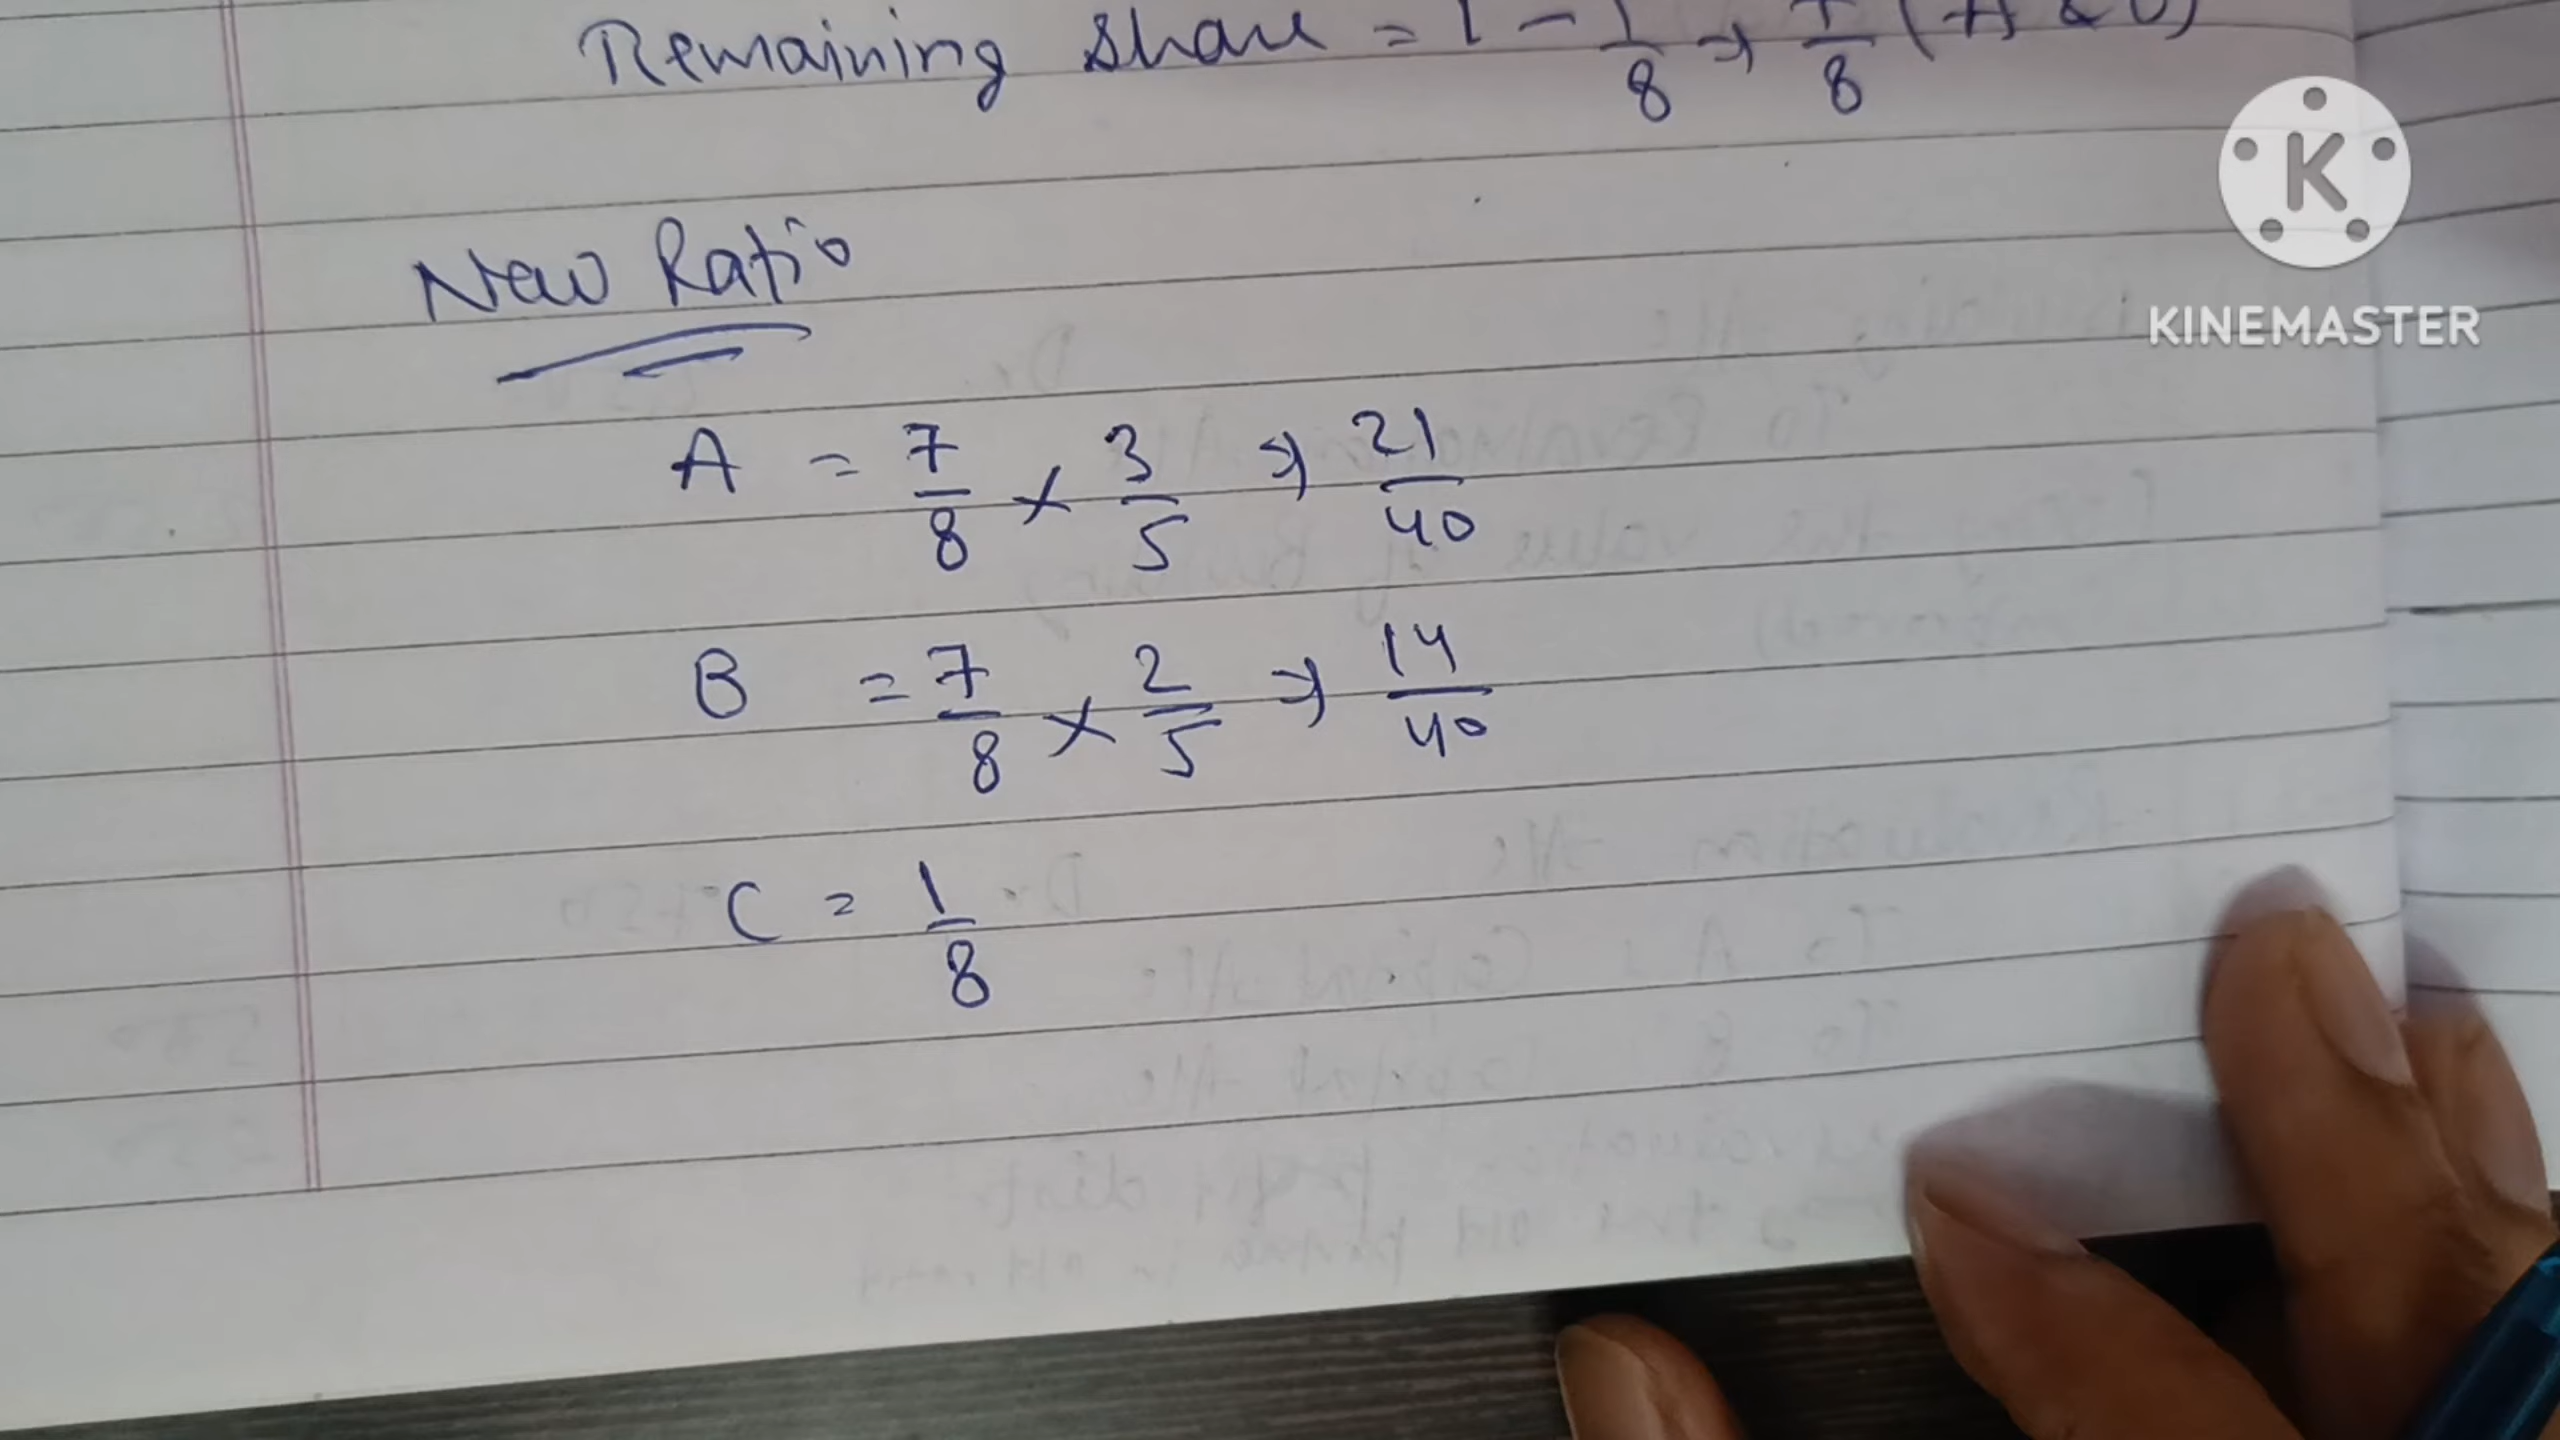 Remaining Share = 1 - 1/8 ⇒ 7/8 (A & B)
New Ratio
A = 7/8 × 3/5 ⇒ 21/40
B = 7/8 × 2/5 ⇒ 14/40
C = 1/8
K
KINEMASTER